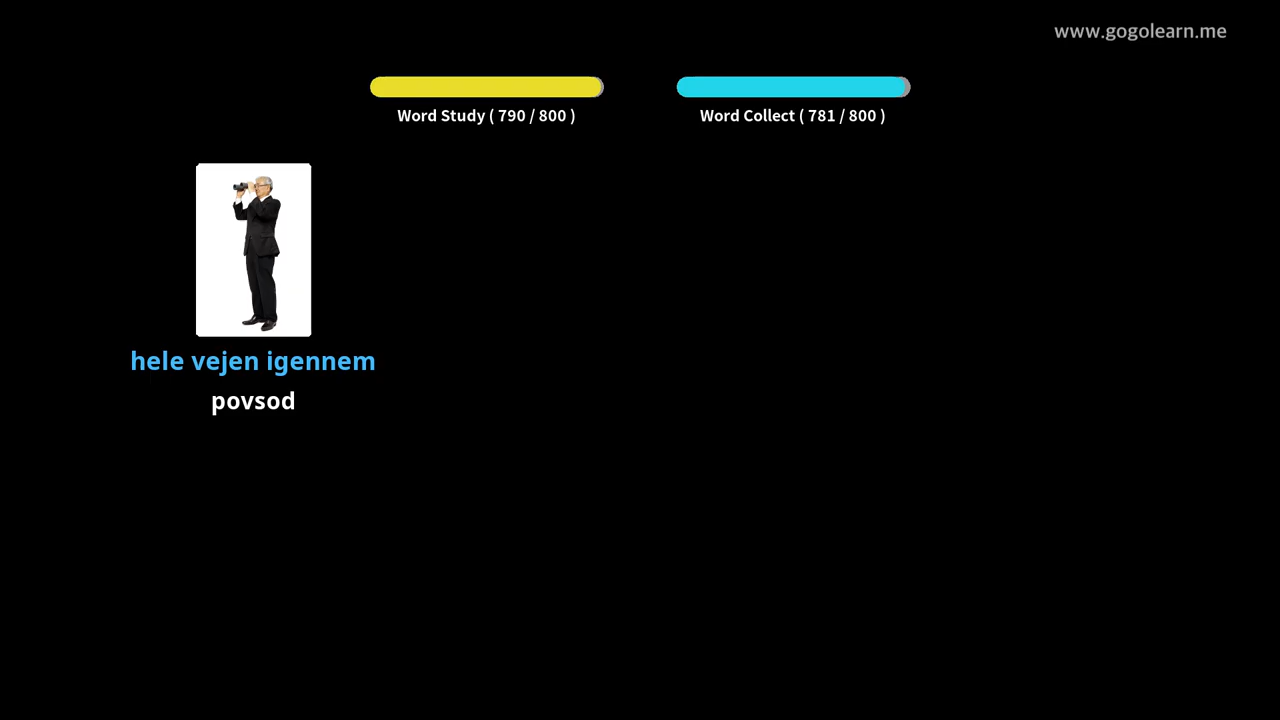 www.gogolearn.me
Word Study ( 790 / 800 )
Word Collect ( 781 / 800 )
hele vejen igennem
povsod